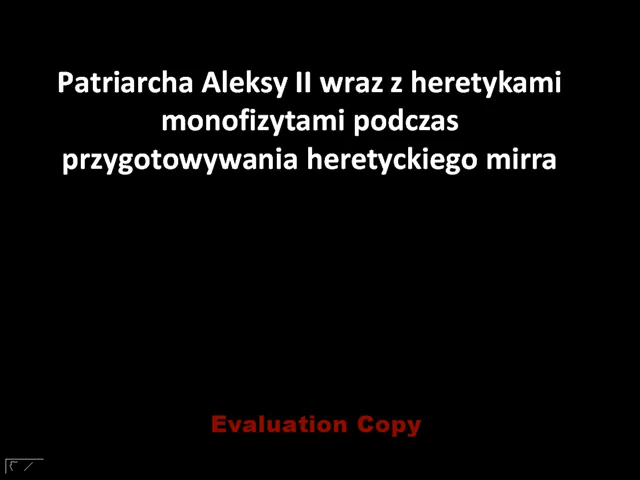 Patriarcha Aleksy II wraz z heretykami
monofizytami podczas
przygotowywania heretyckiego mirra
Evaluation Copy